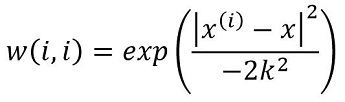 w(i, i) = exp(|x^(i) − x|^2 / −2k^2)